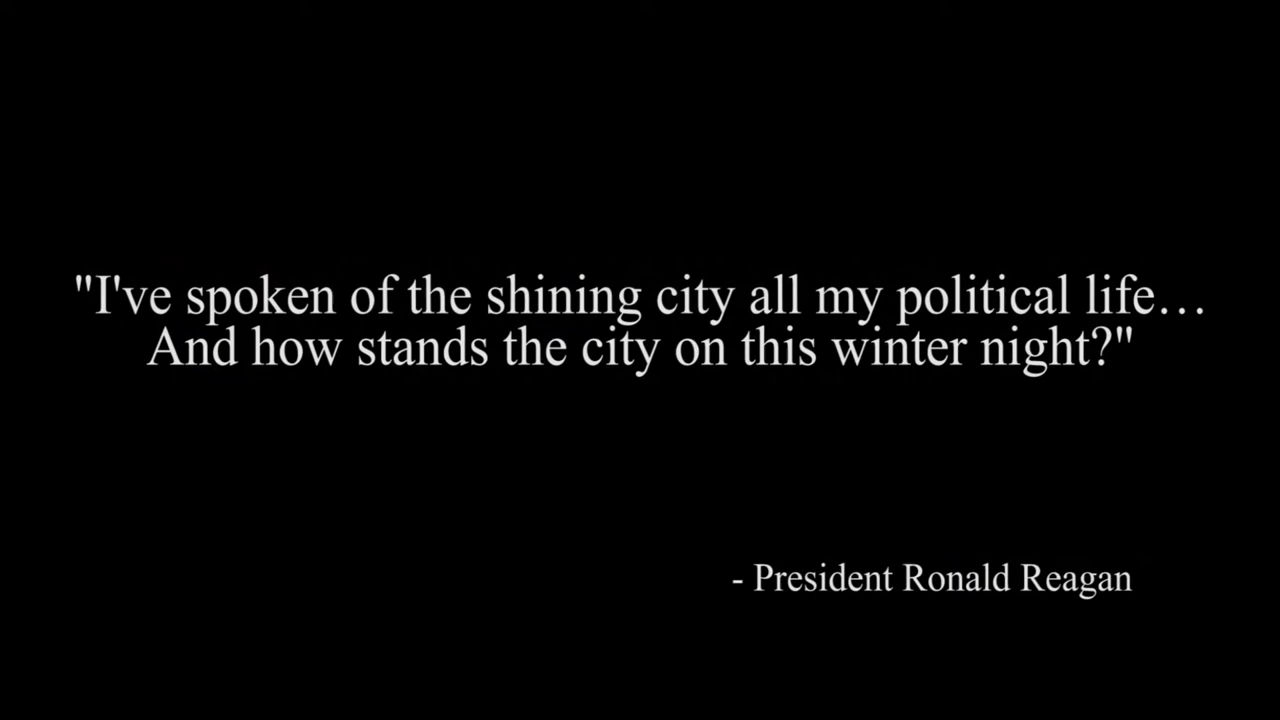 "I've spoken of the shining city all my political life…
And how stands the city on this winter night?"
- President Ronald Reagan